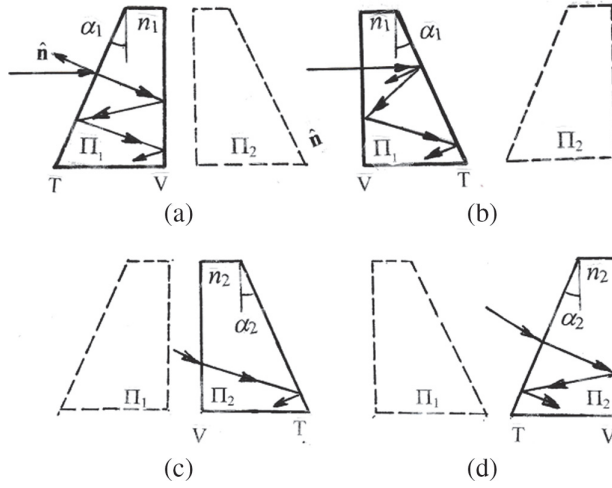 α₁ n₁
n̂
Π₁ Π₂ n̂
T V
(a)
n₁ α₁
Π₁ Π₂
V T
(b)
n₂
α₂
Π₁ Π₂
V T
(c)
n₂
α₂
Π₁ Π₂
T V
(d)